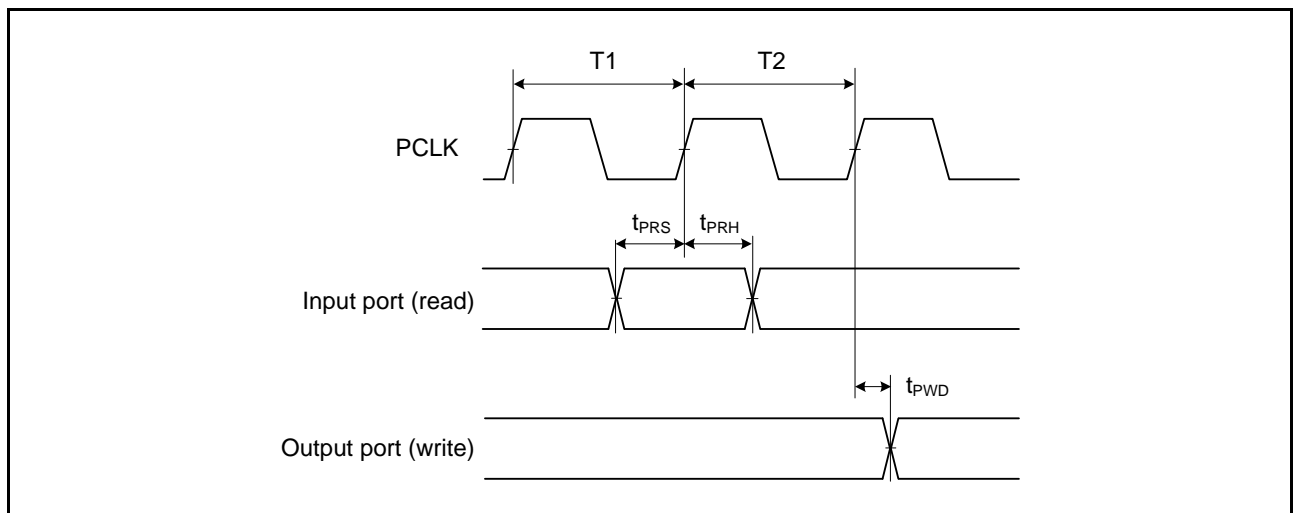 T1 T2
PCLK
tPRS tPRH
Input port (read)
tPWD
Output port (write)